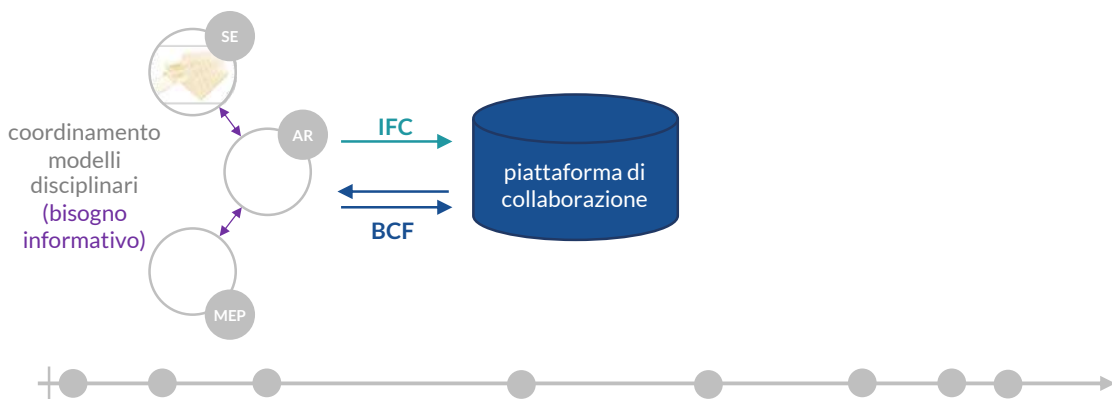 SE
coordinamento
modelli
disciplinari
(bisogno
informativo)
AR
IFC
BCF
piattaforma di
collaborazione
MEP